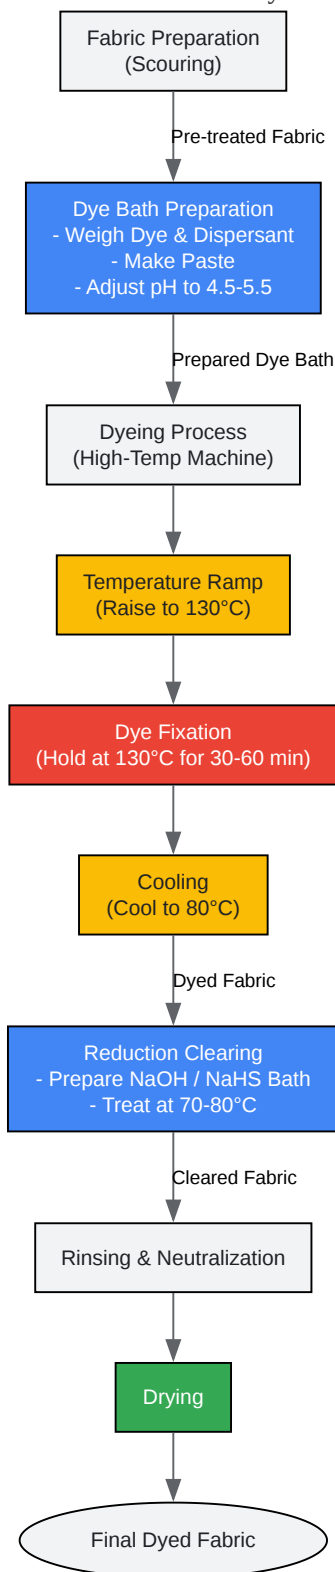 Fabric Preparation
(Scouring)
Pre-treated Fabric
Dye Bath Preparation
- Weigh Dye & Dispersant
- Make Paste
- Adjust pH to 4.5-5.5
Prepared Dye Bath
Dyeing Process
(High-Temp Machine)
Temperature Ramp
(Raise to 130°C)
Dye Fixation
(Hold at 130°C for 30-60 min)
Cooling
(Cool to 80°C)
Dyed Fabric
Reduction Clearing
- Prepare NaOH / NaHS Bath
- Treat at 70-80°C
Cleared Fabric
Rinsing & Neutralization
Drying
Final Dyed Fabric